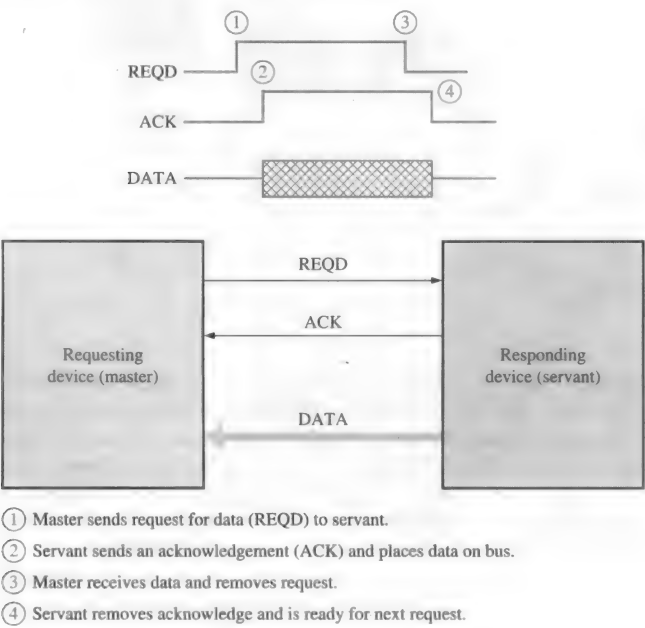 ① ③
REQD ②
④
ACK
DATA
REQD
ACK
Requesting
device (master)
Responding
device (servant)
DATA
① Master sends request for data (REQD) to servant.
② Servant sends an acknowledgement (ACK) and places data on bus.
③ Master receives data and removes request.
④ Servant removes acknowledge and is ready for next request.